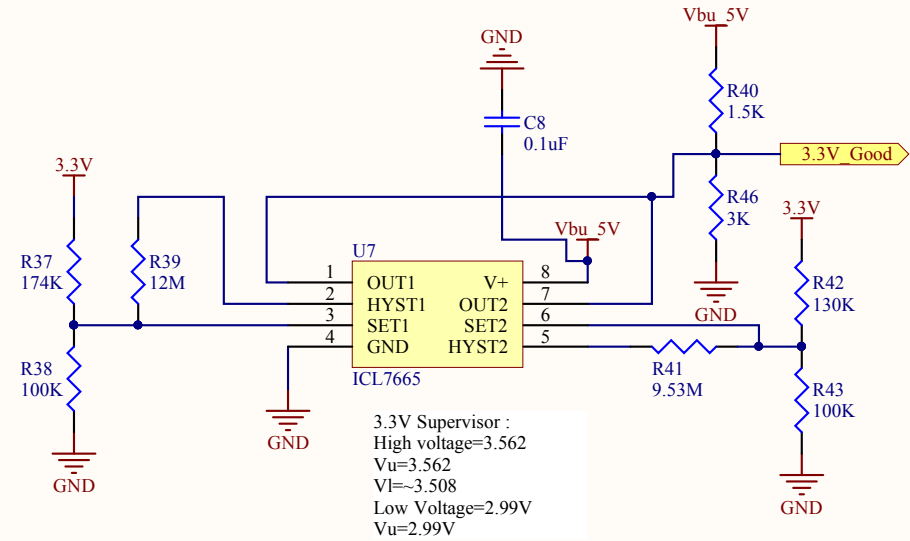 Vbu_5V
GND
R40
1.5K
C8
0.1uF
3.3V_Good
3.3V
R46
3K
3.3V
Vbu_5V
U7
R37
174K
R39
12M
R42
130K
1 OUT1 V+ 8
2 HYST1 OUT2 7
3 SET1 SET2 6
4 GND HYST2 5
GND
R38
100K
ICL7665
R41
9.53M
R43
100K
GND
3.3V Supervisor :
High voltage=3.562
Vu=3.562
Vl=~3.508
Low Voltage=2.99V
Vu=2.99V
GND
GND